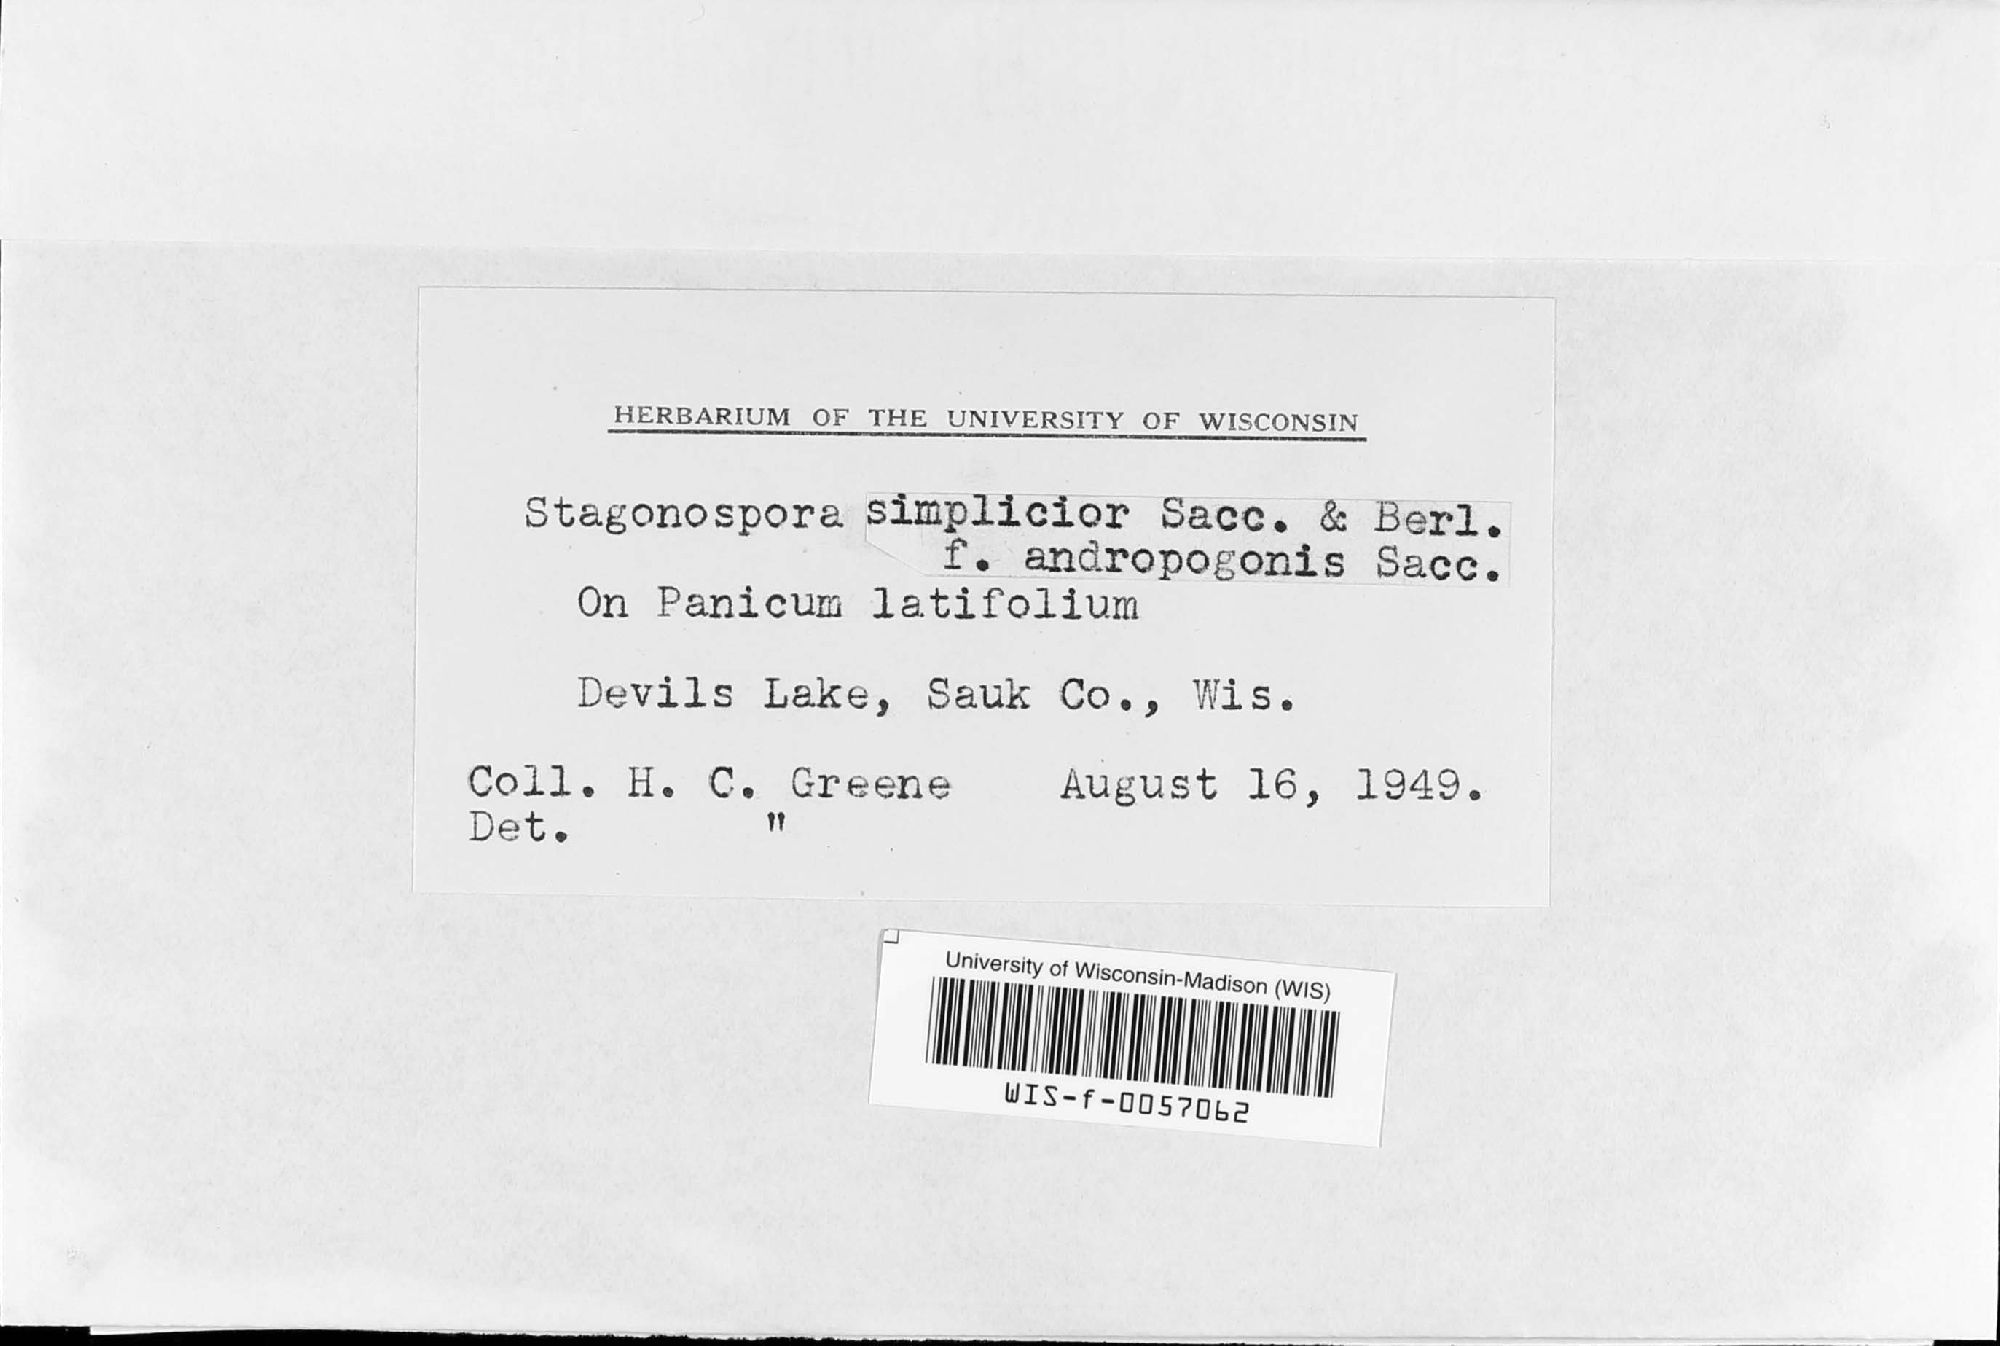 HERBARIUM OF THE UNIVERSITY OF WISCONSIN
Stagonospora simplicior Sacc. & Berl.
f. andropogonis Sacc.
On Panicum latifolium
Devils Lake, Sauk Co., Wis.
Coll. H. C. Greene August 16, 1949.
Det. "
University of Wisconsin-Madison (WIS)
WIS-f-0057062